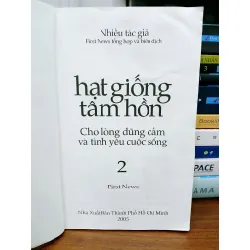 Nhiều tác giả
First News tổng hợp và biên dịch
hạt giống
tâm hồn
Cho lòng dũng cảm
và tình yêu cuộc sống
2
First News
Nhà Xuất Bản Thành Phố Hồ Chí Minh
2003